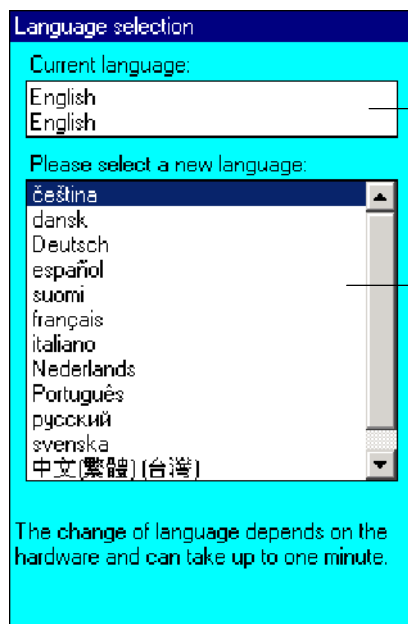 Language selection
Current language:
English
English
Please select a new language:
čeština
dansk
Deutsch
español
suomi
français
italiano
Nederlands
Português
русский
svenska
中文(繁體)(台灣)
The change of language depends on the
hardware and can take up to one minute.